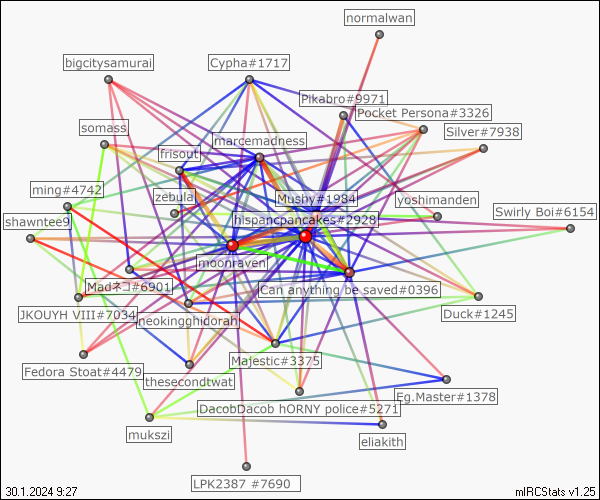 normalwan
bigcitysamurai
Cypha#1717
Pikabro#9971
Pocket Persona#3326
somass
marcemadness
Silver#7938
frisout
ming#4742
zebula
Mushy#1984
yoshimanden
shawntee9
hispancpancakes#2928
Swirly Boi#6154
moonraven
Madネコ#6901
Can anything be saved#0396
JKOUYH VIII#7034
neokingghidorah
Duck#1245
Fedora Stoat#4479
thesecondtwat
Majestic#3375
DacobDacob hORNY police#5271
Eg.Master#1378
mukszi
eliakith
LPK2387 #7690
30.1.2024 9:27
mIRCStats v1.25